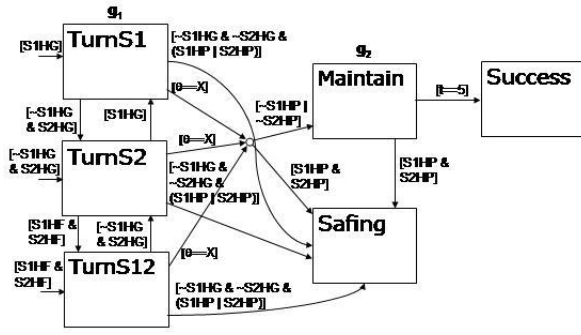 g₁
TurnS1
[S1HG]
[~S1HG & ~S2HG &
(S1HP | S2HP)]
[θ==X]
g₂
Maintain
[t==5]
Success
[~S1HG
& S2HG]
[S1HG]
[~S1HP |
~S2HP]
TurnS2
[θ==X]
[~S1HG
& S2HG]
[~S1HG &
~S2HG &
(S1HP | S2HP)]
[S1HP &
S2HP]
[S1HP &
S2HP]
Safing
[S1HF &
S2HF]
[~S1HG
& S2HG]
TurnS12
[θ==X]
[S1HF &
S2HF]
[~S1HG & ~S2HG &
(S1HP | S2HP)]